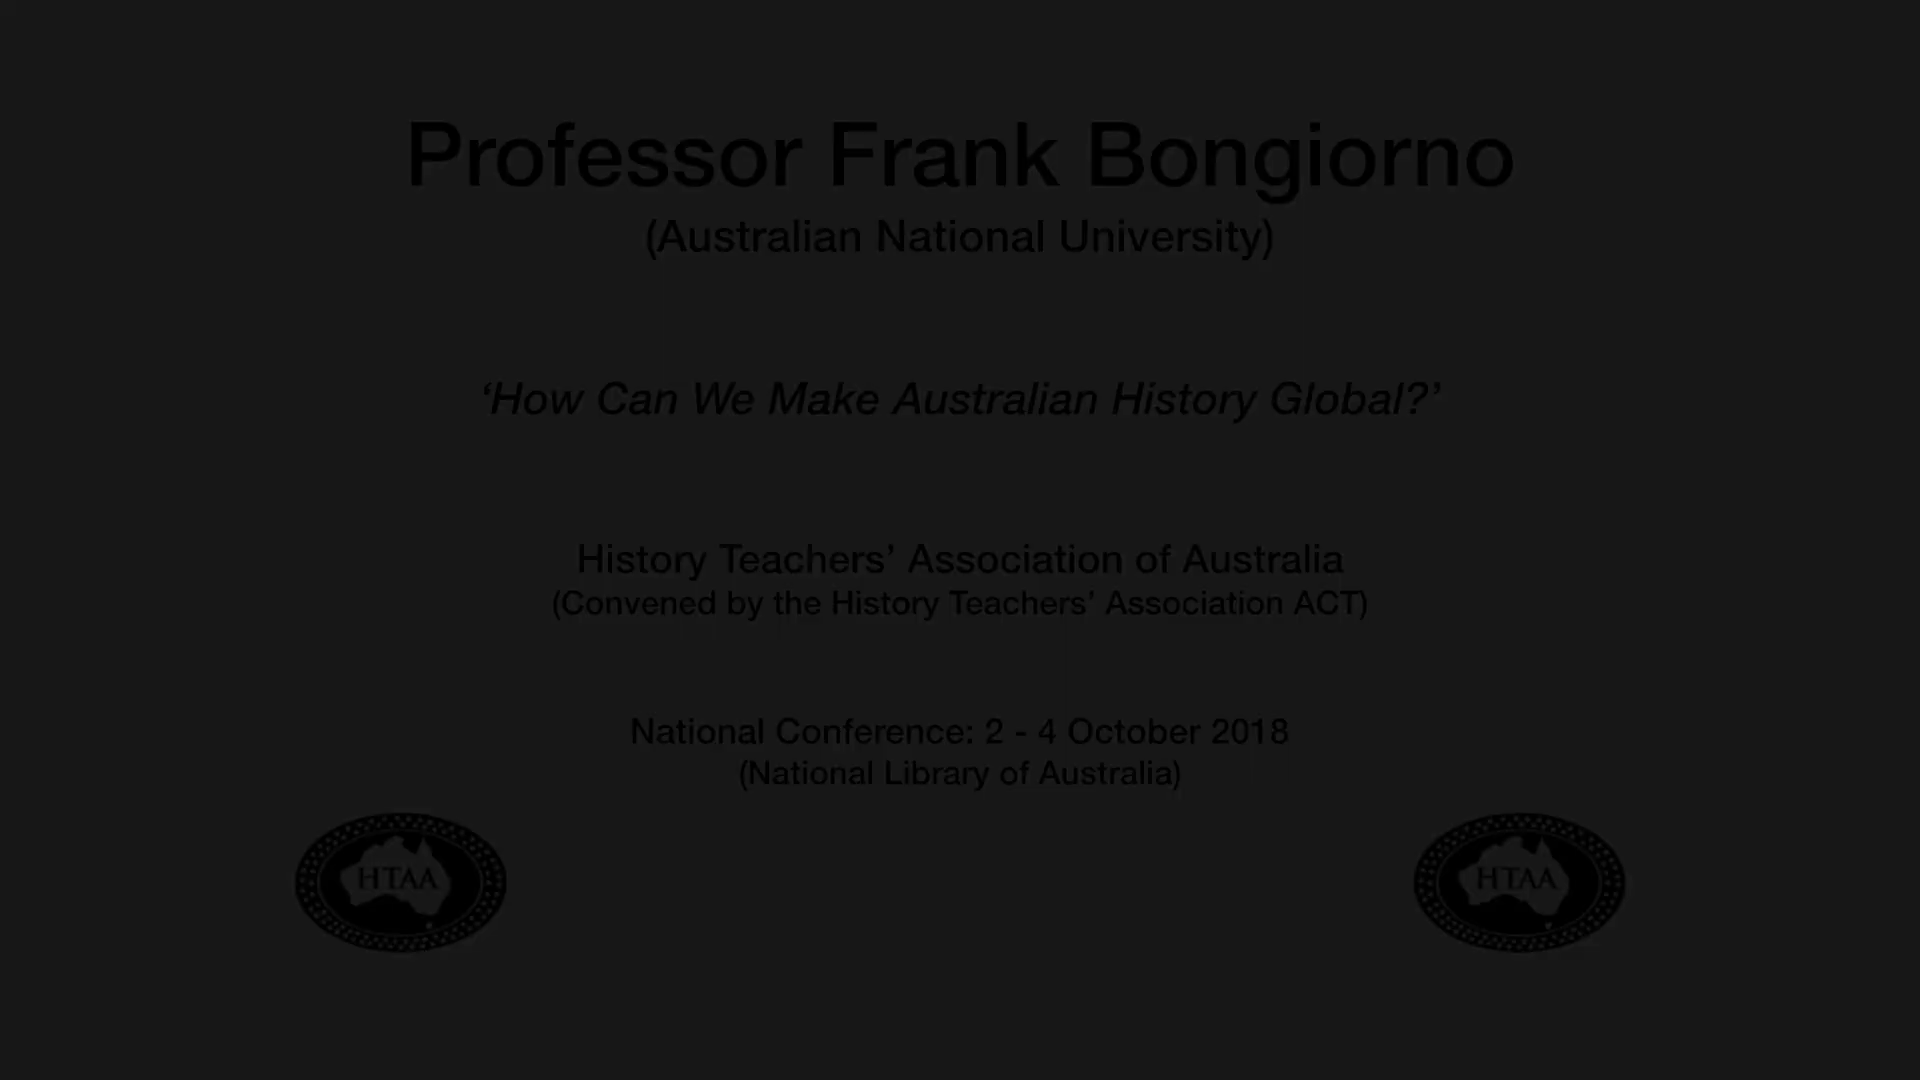 Professor Frank Bongiorno
(Australian National University)
‘How Can We Make Australian History Global?’
History Teachers’ Association of Australia
(Convened by the History Teachers’ Association ACT)
National Conference: 2 - 4 October 2018
(National Library of Australia)
HTAA
HTAA